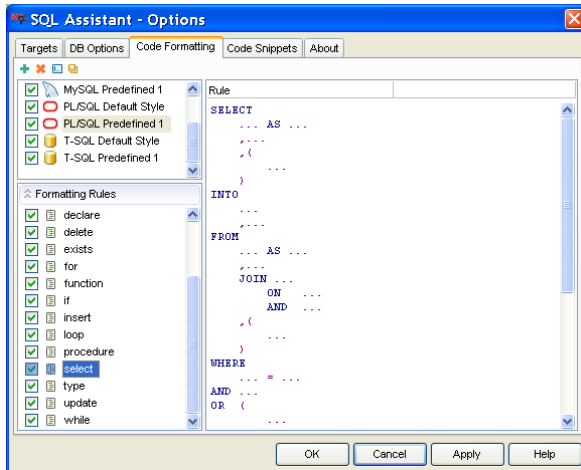 SQL Assistant - Options
Targets DB Options Code Formatting Code Snippets About
MySQL Predefined 1
PL/SQL Default Style
PL/SQL Predefined 1
T-SQL Default Style
T-SQL Predefined 1
Formatting Rules
declare
delete
exists
for
function
if
insert
loop
procedure
select
type
update
while
Rule
SELECT
... AS ...
,...
,(
...
)
INTO
...
,...
FROM
... AS ...
,...
JOIN ...
ON ...
AND ...
,(
...
)
WHERE
... = ...
AND ...
OR (
...
OK Cancel Apply Help